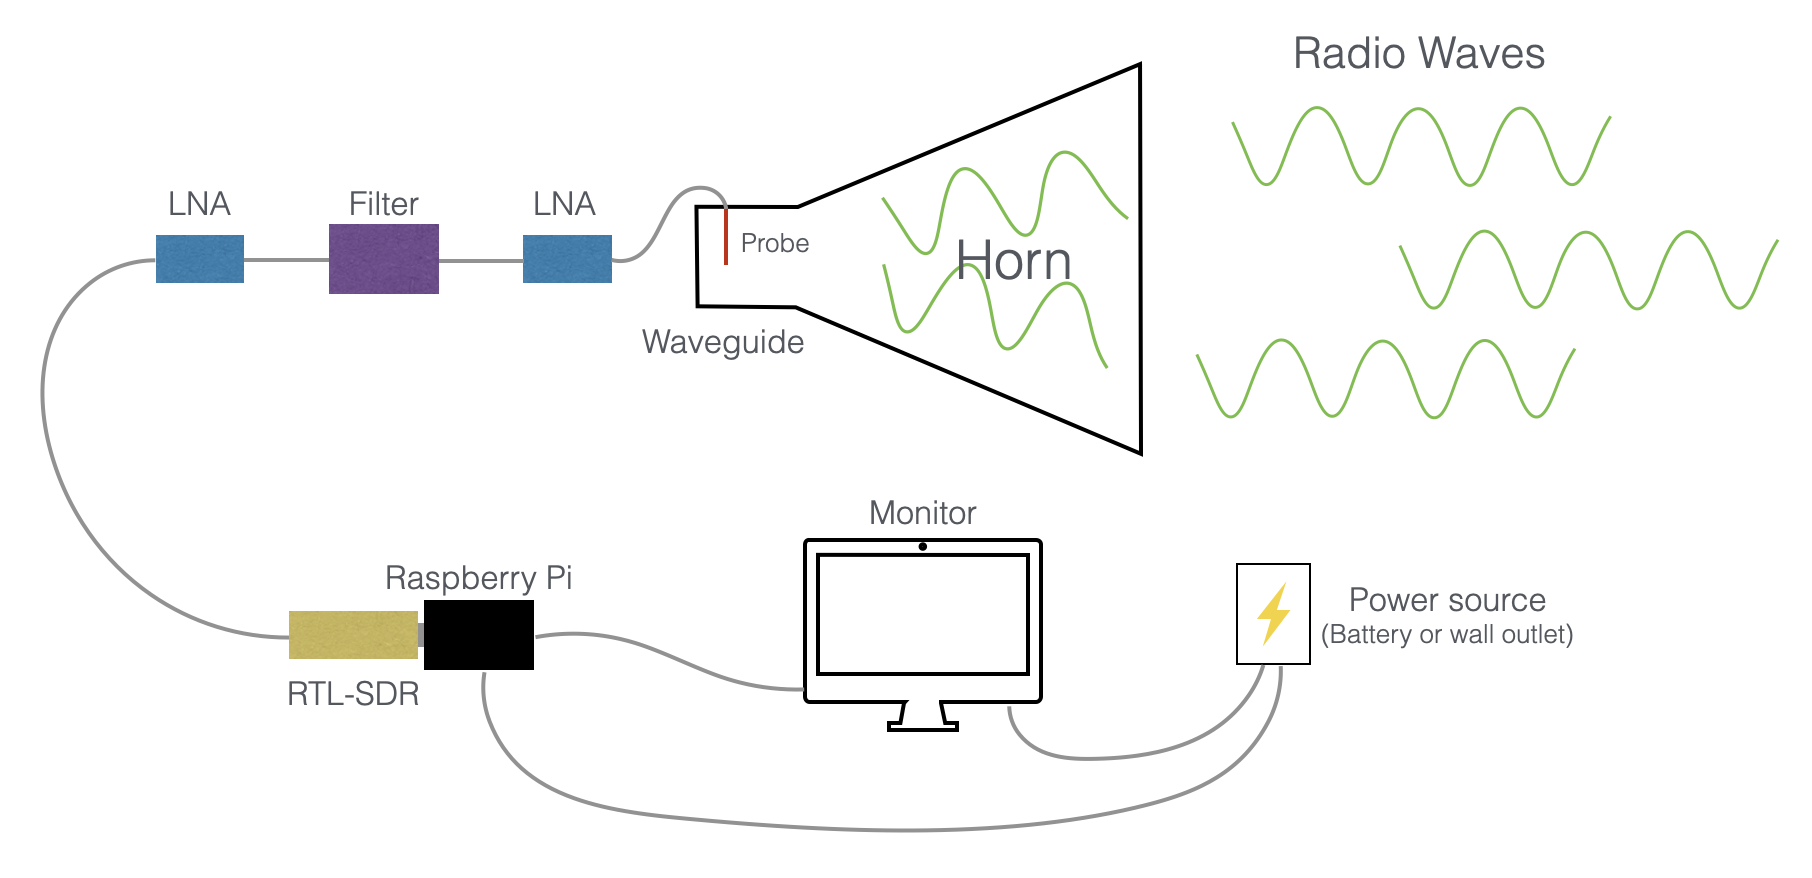 Radio Waves
LNA
Filter
LNA
Probe
Horn
Waveguide
Monitor
Raspberry Pi
RTL-SDR
Power source
(Battery or wall outlet)